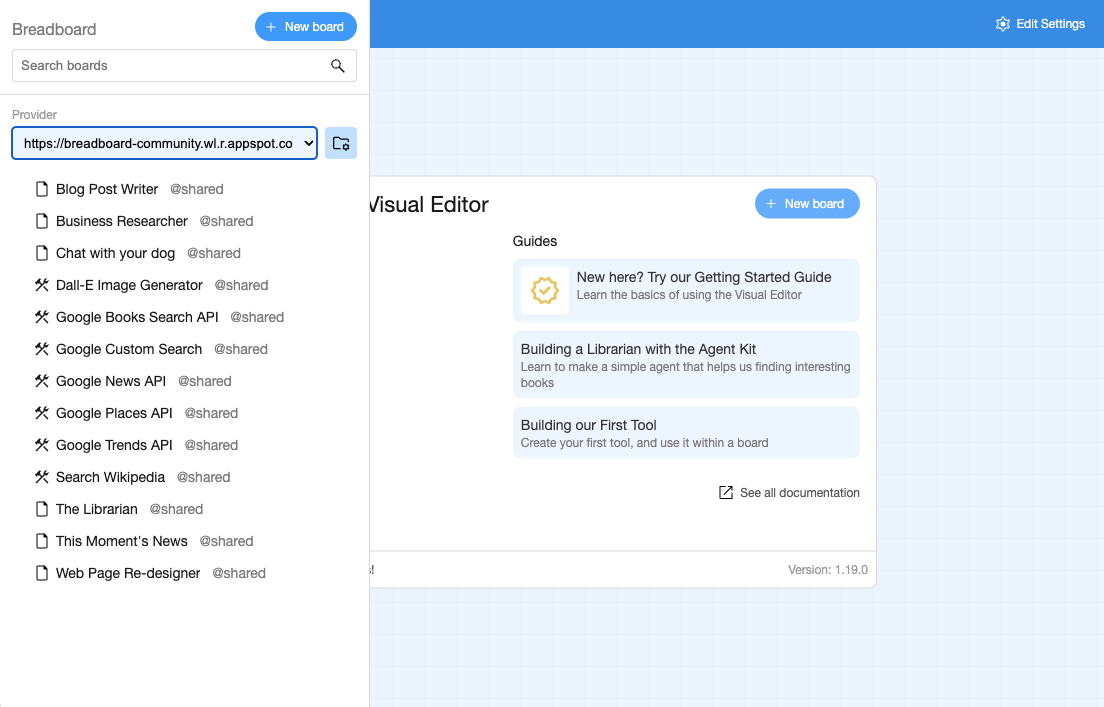 Breadboard
New board
Edit Settings
Search boards
Provider
https://breadboard-community.wl.r.appspot.co
Blog Post Writer @shared
Business Researcher @shared
Chat with your dog @shared
Dall-E Image Generator @shared
Google Books Search API @shared
Google Custom Search @shared
Google News API @shared
Google Places API @shared
Google Trends API @shared
Search Wikipedia @shared
The Librarian @shared
This Moment's News @shared
Web Page Re-designer @shared
Visual Editor
New board
Guides
New here? Try our Getting Started Guide
Learn the basics of using the Visual Editor
Building a Librarian with the Agent Kit
Learn to make a simple agent that helps us finding interesting
books
Building our First Tool
Create your first tool, and use it within a board
See all documentation
Version: 1.19.0